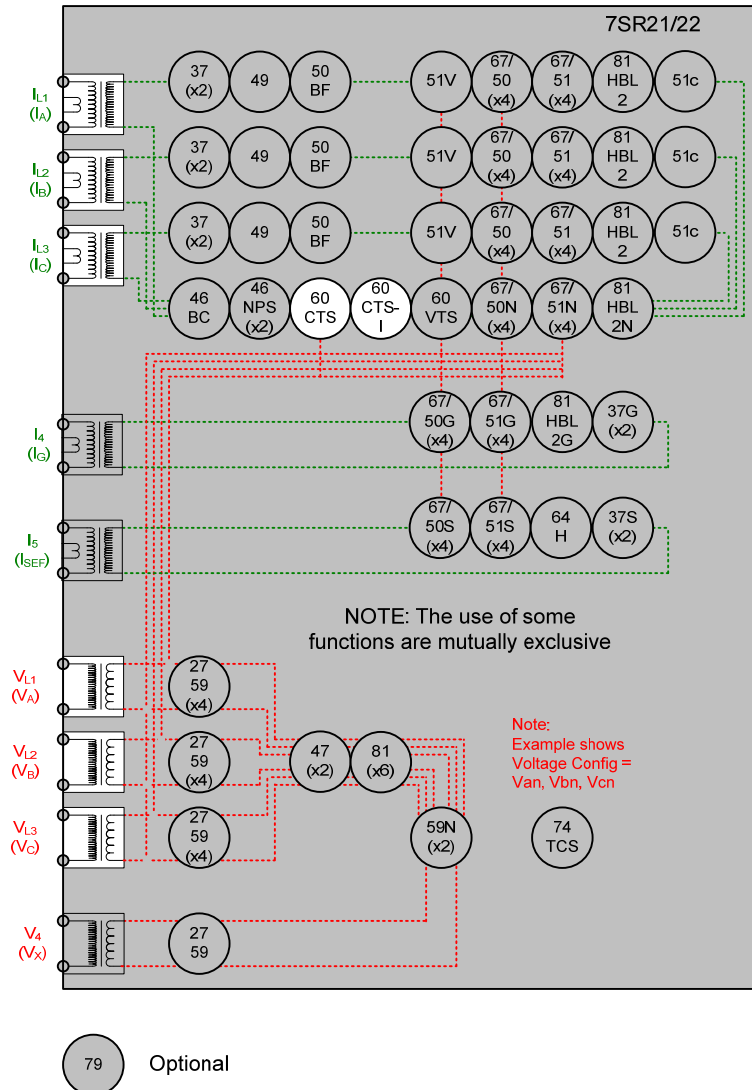 7SR21/22
IL1
(IA)
37
(x2)
49
50
BF
51V
67/
50
(x4)
67/
51
(x4)
81
HBL
2
51c
IL2
(IB)
37
(x2)
49
50
BF
51V
67/
50
(x4)
67/
51
(x4)
81
HBL
2
51c
IL3
(IC)
37
(x2)
49
50
BF
51V
67/
50
(x4)
67/
51
(x4)
81
HBL
2
51c
46
BC
46
NPS
(x2)
60
CTS
60
CTS-
I
60
VTS
67/
50N
(x4)
67/
51N
(x4)
81
HBL
2N
I4
(IG)
67/
50G
(x4)
67/
51G
(x4)
81
HBL
2G
37G
(x2)
I5
(ISEF)
67/
50S
(x4)
67/
51S
(x4)
64
H
37S
(x2)
NOTE: The use of some
functions are mutually exclusive
VL1
(VA)
27
59
(x4)
VL2
(VB)
27
59
(x4)
47
(x2)
81
(x6)
Note:
Example shows
Voltage Config =
Van, Vbn, Vcn
VL3
(VC)
27
59
(x4)
59N
(x2)
74
TCS
V4
(VX)
27
59
79
Optional